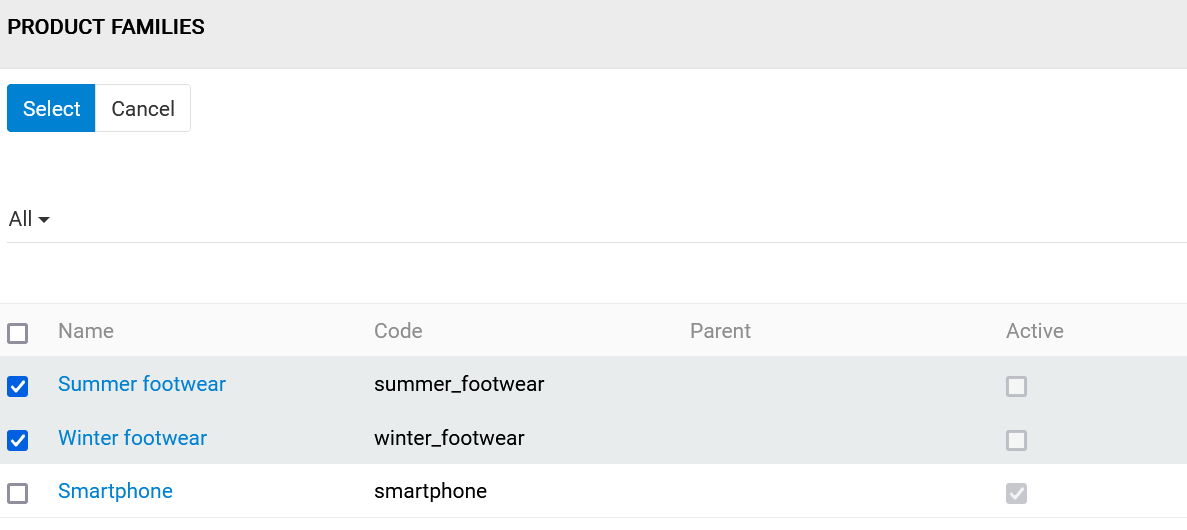 PRODUCT FAMILIES
Select Cancel
All
Name Code Parent Active
Summer footwear summer_footwear
Winter footwear winter_footwear
Smartphone smartphone